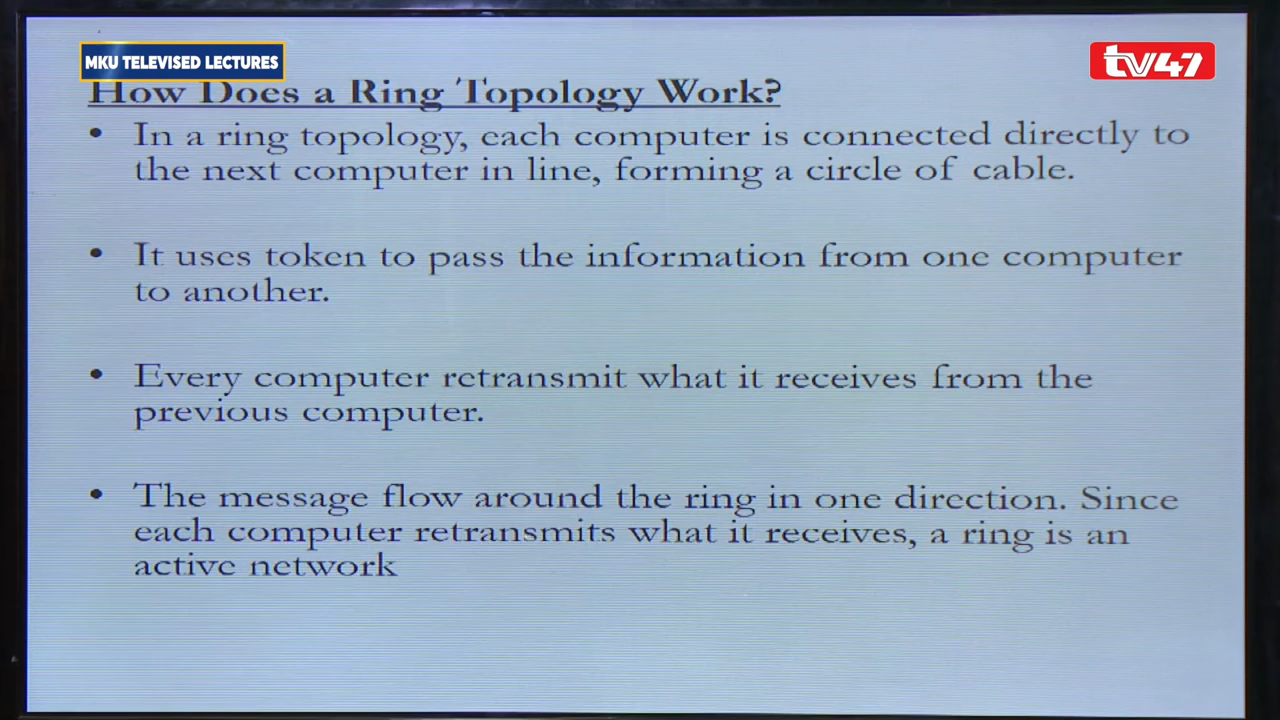 MKU TELEVISED LECTURES
tv47
How Does a Ring Topology Work?
• In a ring topology, each computer is connected directly to
the next computer in line, forming a circle of cable.
• It uses token to pass the information from one computer
to another.
• Every computer retransmit what it receives from the
previous computer.
• The message flow around the ring in one direction. Since
each computer retransmits what it receives, a ring is an
active network